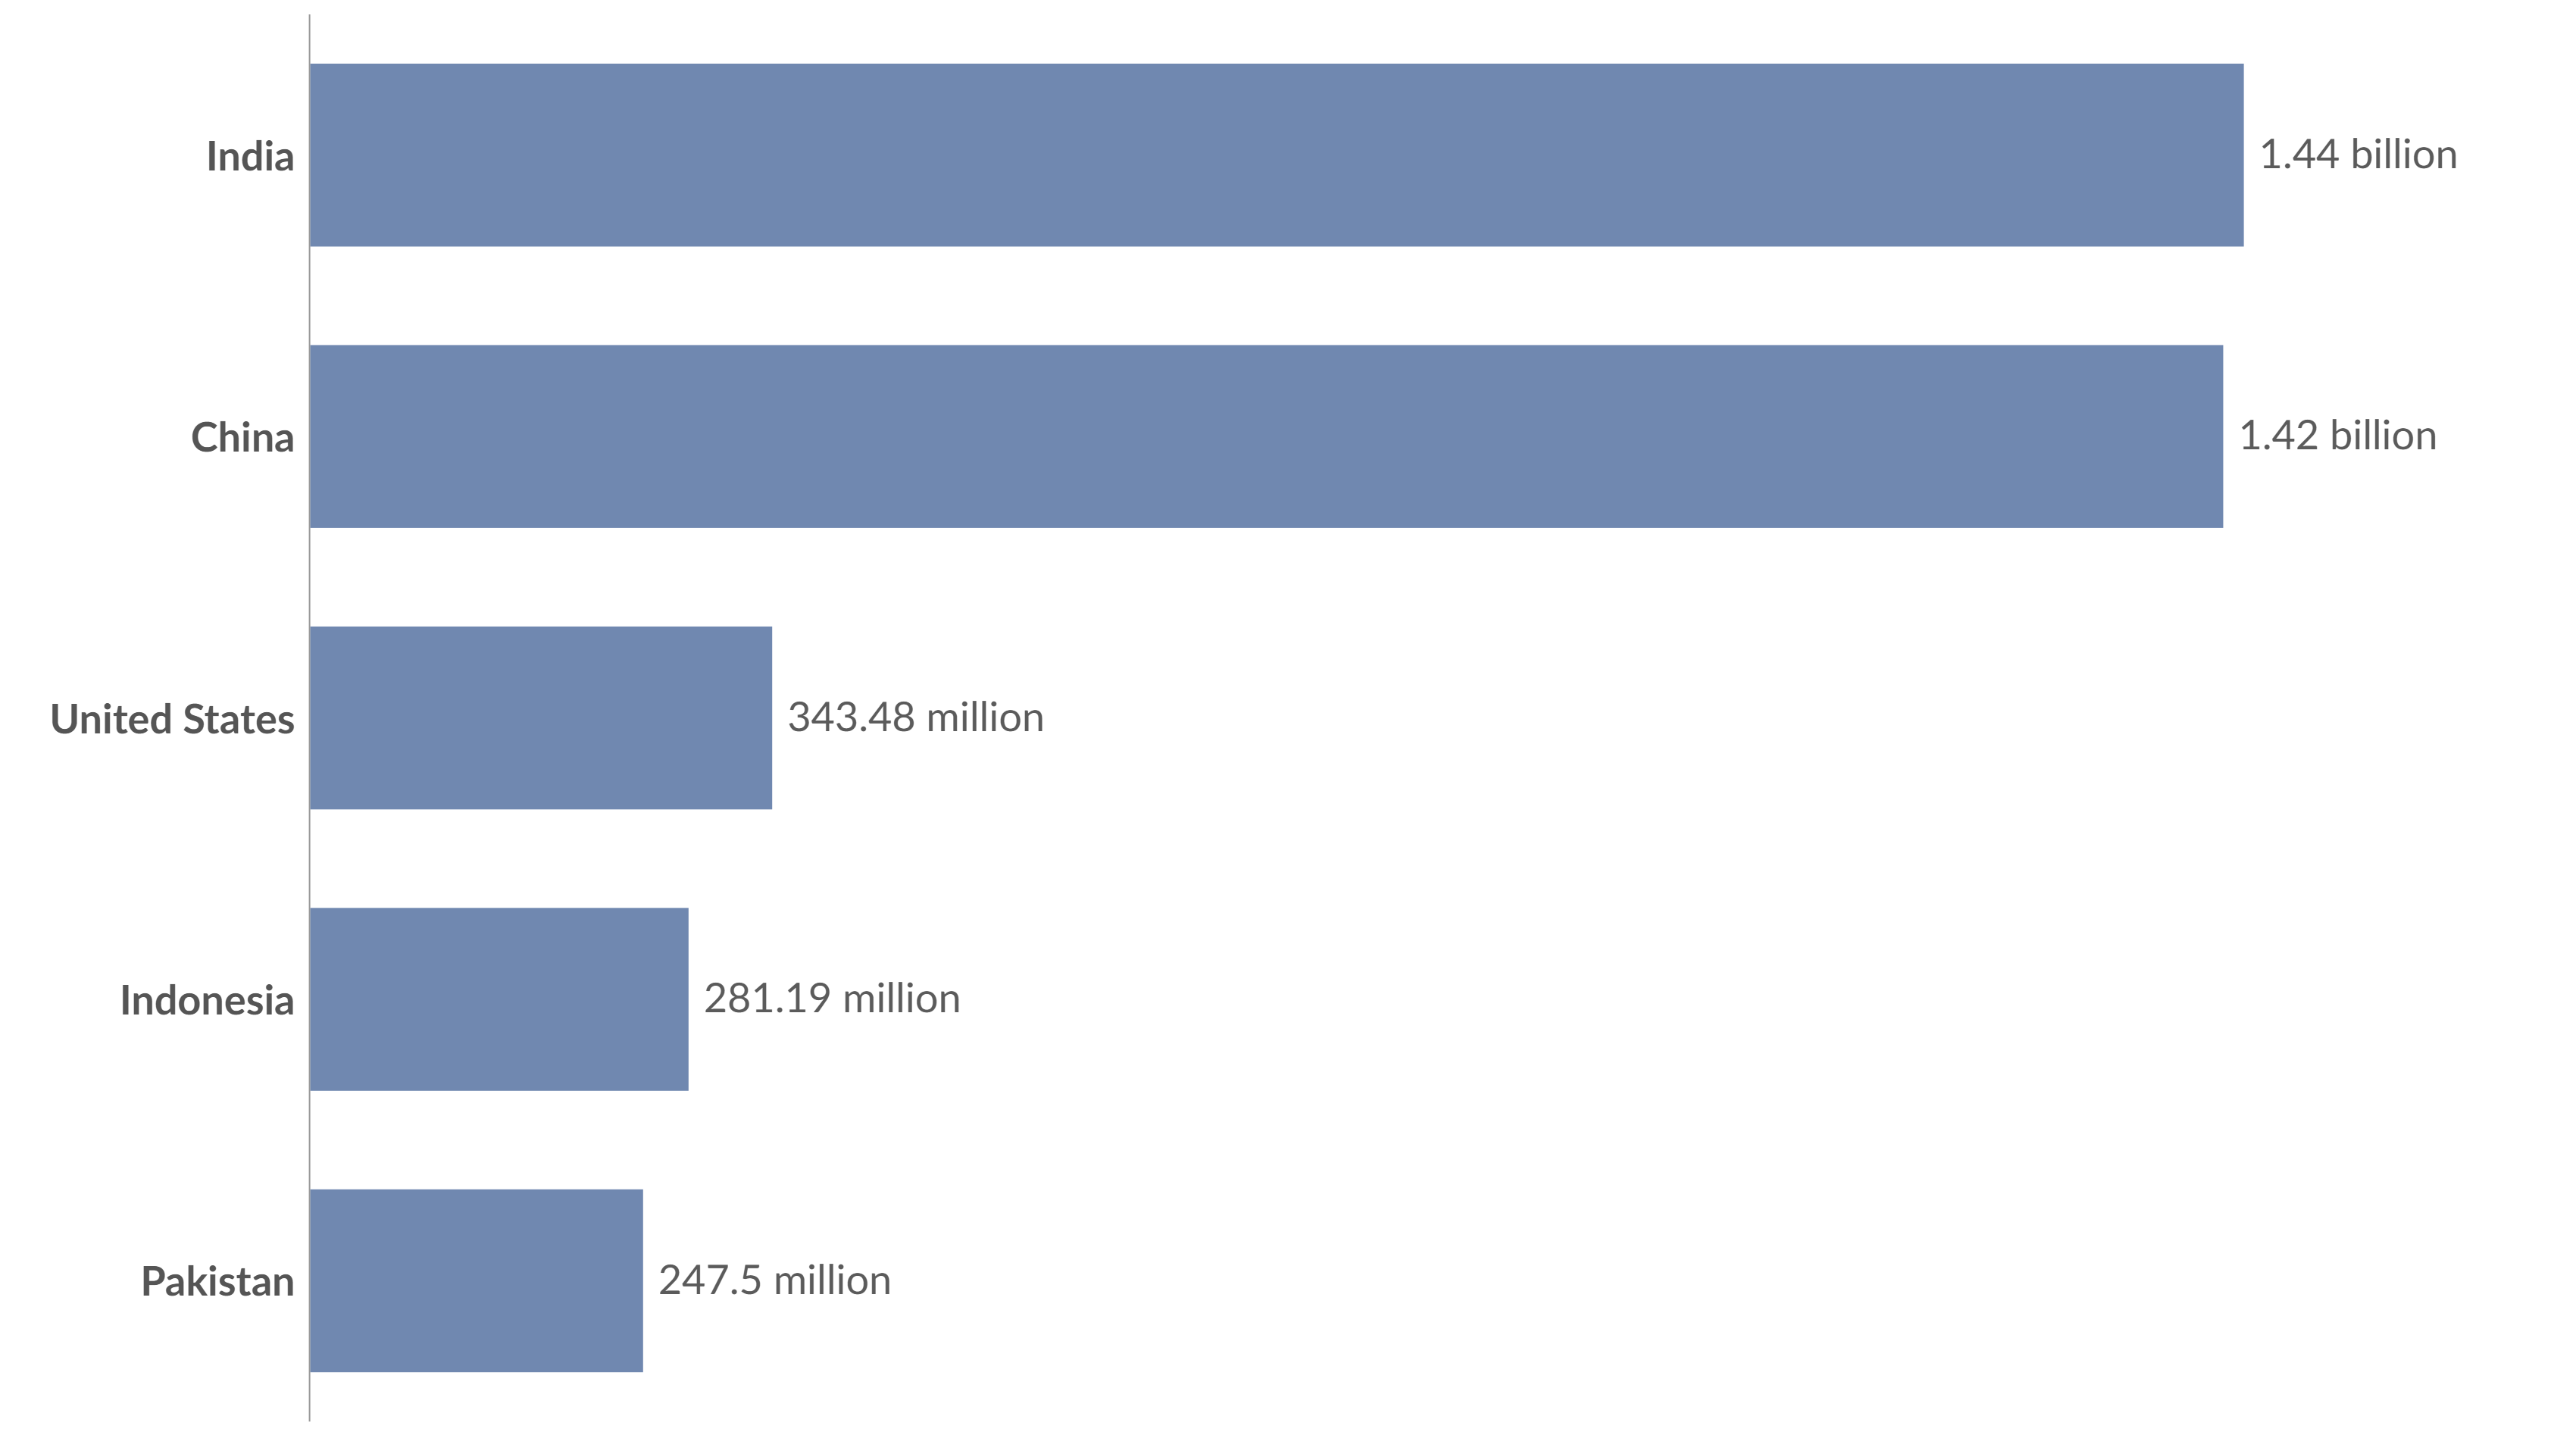 India 1.44 billion
China 1.42 billion
United States 343.48 million
Indonesia 281.19 million
Pakistan 247.5 million